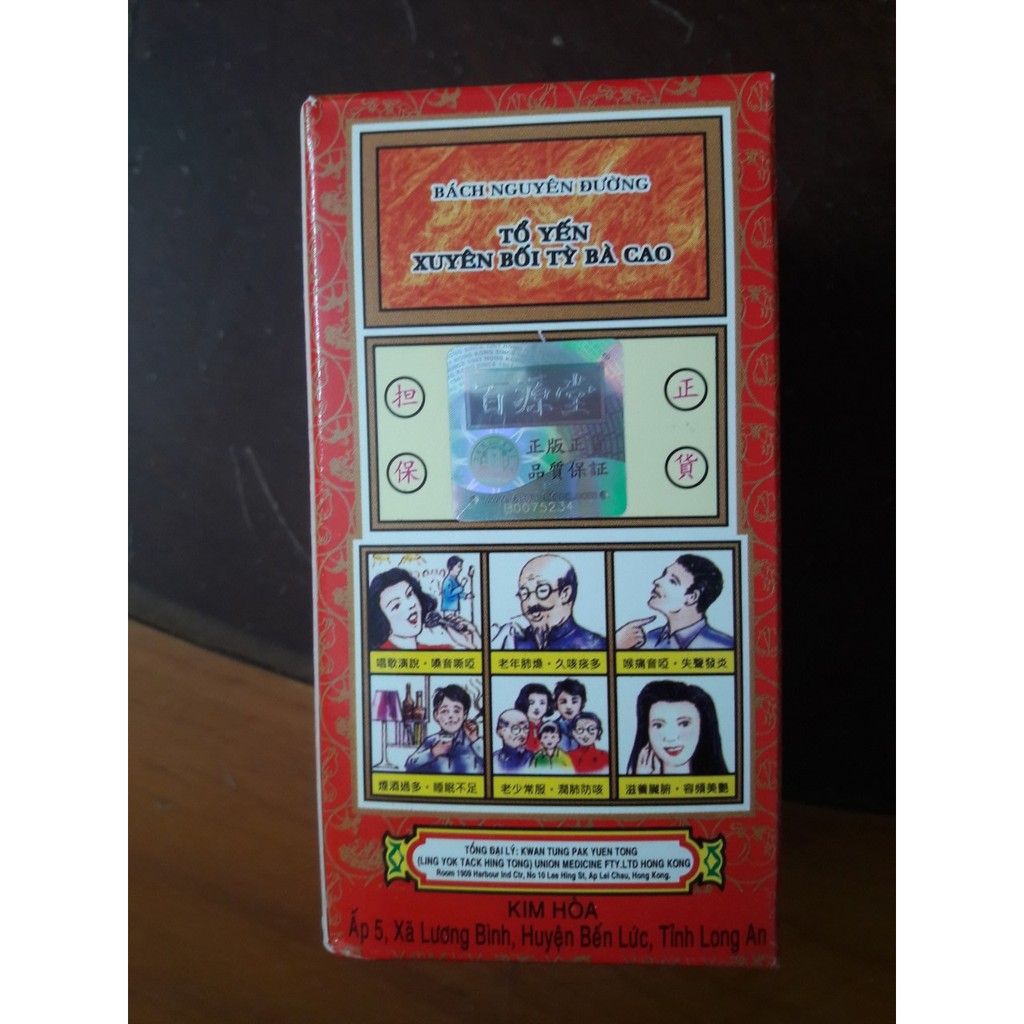 BÁCH NGUYÊN ĐƯỜNG
TỔ YẾN
XUYÊN BỐI TỲ BÀ CAO
担
正
保
貨
百源堂
正版正貨
品質保証
B0075234
唱歌演說·嗓音嘶啞
老年肺燥·久咳痰多
喉痛音啞·失聲發炎
煙酒過多·睡眠不足
老少常服·潤肺防咳
滋養臟腑·容顏美艷
TỔNG ĐẠI LÝ: KWAN TUNG PAK YUEN TONG
(LING YOK TACK HING TONG) UNION MEDICINE FTY.LTD HONG KONG
Room 1909 Harbour Ind Ctr, No 10 Lee Hing St, Ap Lei Chau, Hong Kong.
KIM HÒA
Ấp 5, Xã Lương Bình, Huyện Bến Lức, Tỉnh Long An